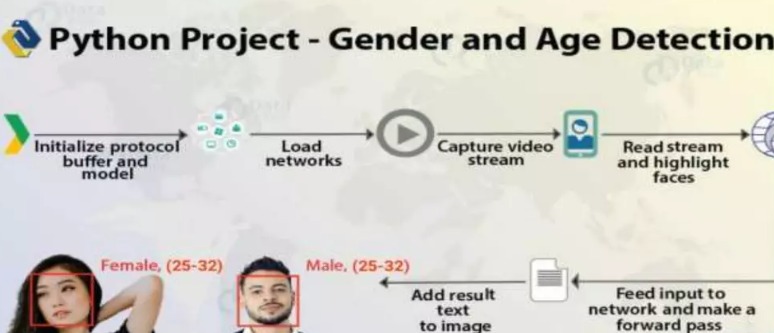 Python Project - Gender and Age Detection
Initialize protocol
buffer and
model
Load
networks
Capture video
stream
Read stream
and highlight
faces
Female, (25-32)
Male, (25-32)
Add result
text
to image
Feed input to
network and make a
forward pass